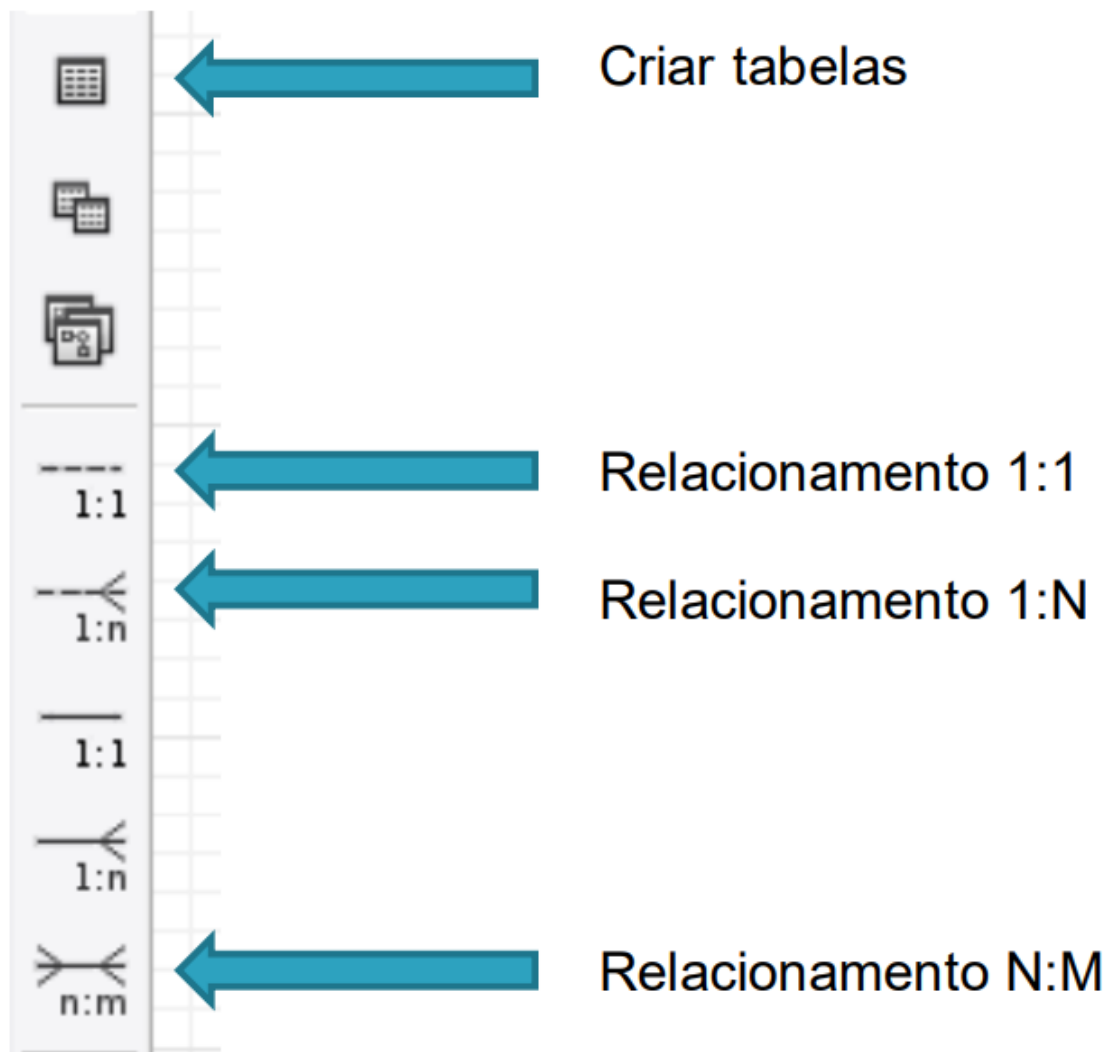 Criar tabelas
1:1
Relacionamento 1:1
1:n
Relacionamento 1:N
1:1
1:n
n:m
Relacionamento N:M